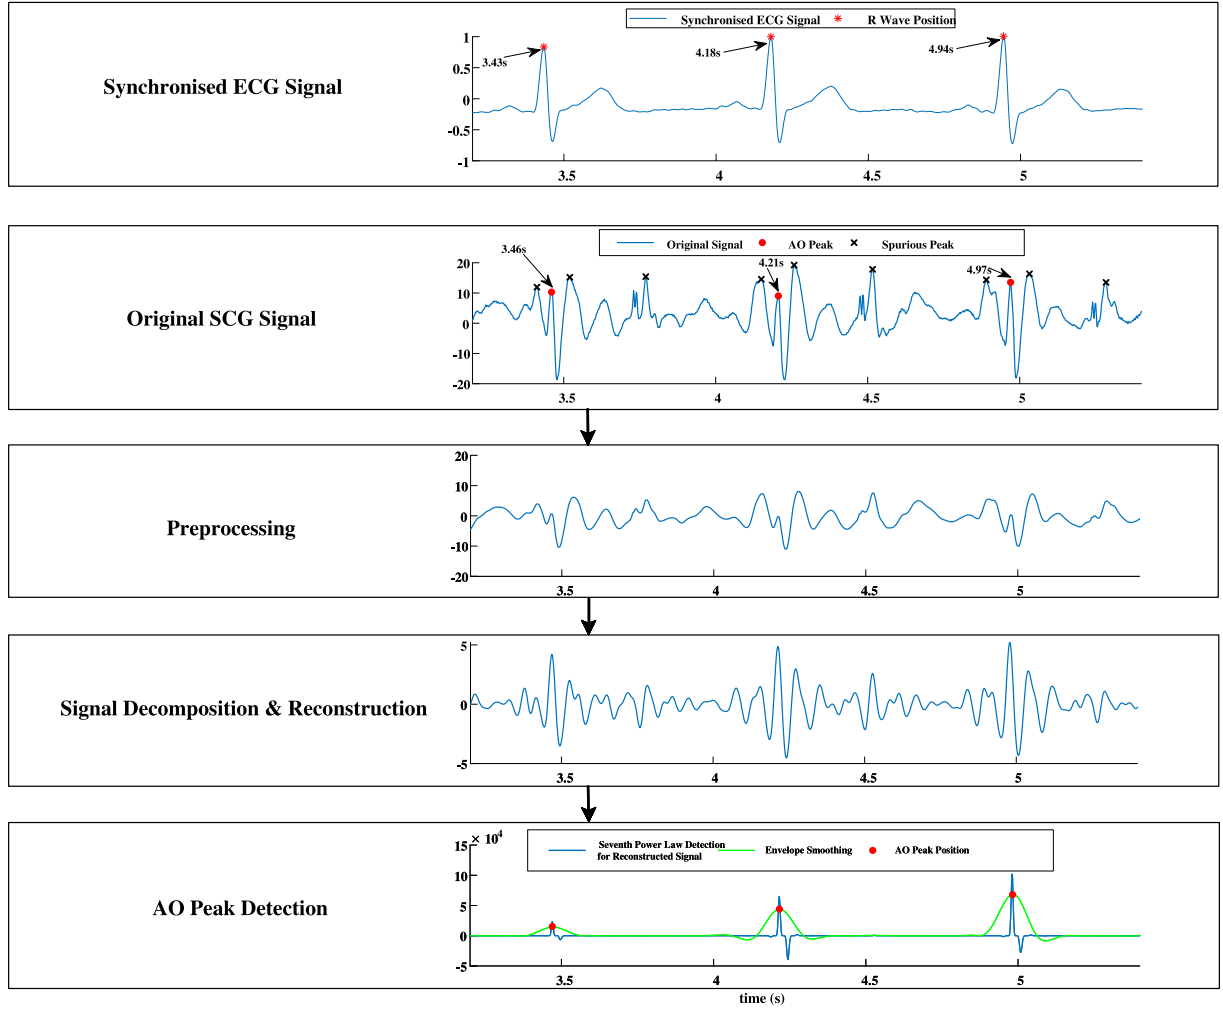 Synchronised ECG Signal
Synchronised ECG Signal R Wave Position
1
0.5
0
-0.5
-1
3.43s
4.18s
4.94s
3.5 4 4.5 5
Original SCG Signal
Original Signal AO Peak Spurious Peak
20
10
0
-10
-20
3.46s
4.21s
4.97s
3.5 4 4.5 5
Preprocessing
20
10
0
-10
-20
3.5 4 4.5 5
Signal Decomposition & Reconstruction
5
0
-5
3.5 4 4.5 5
AO Peak Detection
× 10⁴
Seventh Power Law Detection
for Reconstructed Signal
Envelope Smoothing
AO Peak Position
15
10
5
0
-5
3.5 4 4.5 5
time (s)